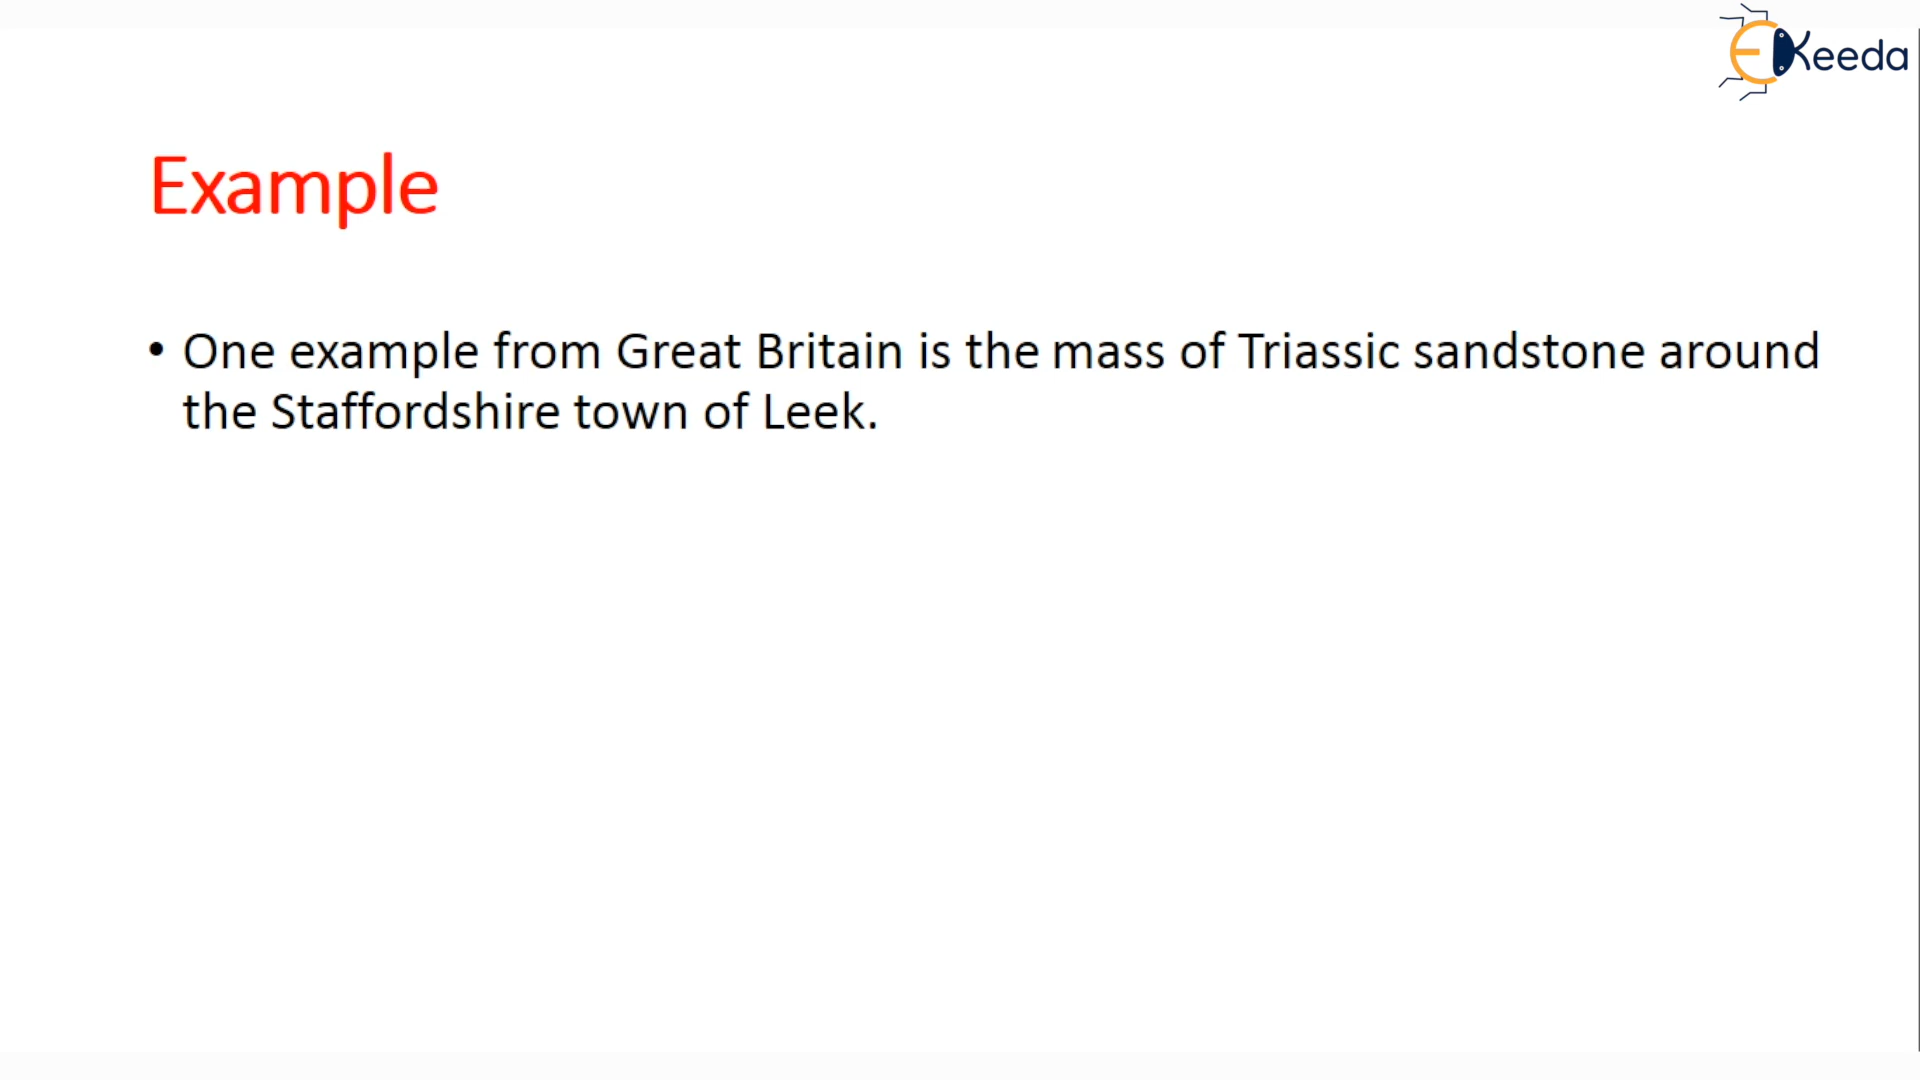 EKeeda
Example
• One example from Great Britain is the mass of Triassic sandstone around
the Staffordshire town of Leek.